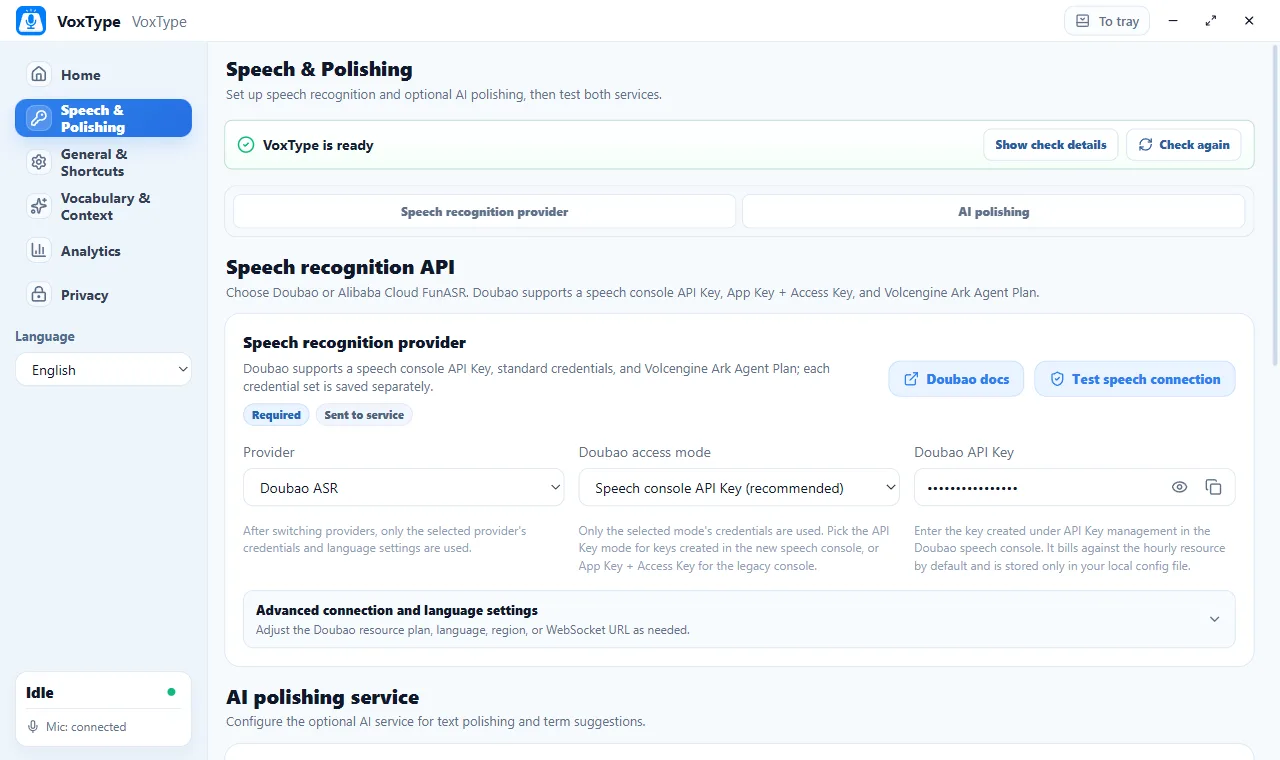 VoxType VoxType
To tray
Home
Speech &
Polishing
General &
Shortcuts
Vocabulary &
Context
Analytics
Privacy
Language
English
Idle
Mic: connected
Speech & Polishing
Set up speech recognition and optional AI polishing, then test both services.
VoxType is ready
Show check details
Check again
Speech recognition provider
AI polishing
Speech recognition API
Choose Doubao or Alibaba Cloud FunASR. Doubao supports a speech console API Key, App Key + Access Key, and Volcengine Ark Agent Plan.
Speech recognition provider
Doubao supports a speech console API Key, standard credentials, and Volcengine Ark Agent Plan; each
credential set is saved separately.
Required
Sent to service
Doubao docs
Test speech connection
Provider
Doubao ASR
After switching providers, only the selected provider's
credentials and language settings are used.
Doubao access mode
Speech console API Key (recommended)
Only the selected mode's credentials are used. Pick the API
Key mode for keys created in the new speech console, or
App Key + Access Key for the legacy console.
Doubao API Key
••••••••••••••••
Enter the key created under API Key management in the
Doubao speech console. It bills against the hourly resource
by default and is stored only in your local config file.
Advanced connection and language settings
Adjust the Doubao resource plan, language, region, or WebSocket URL as needed.
AI polishing service
Configure the optional AI service for text polishing and term suggestions.